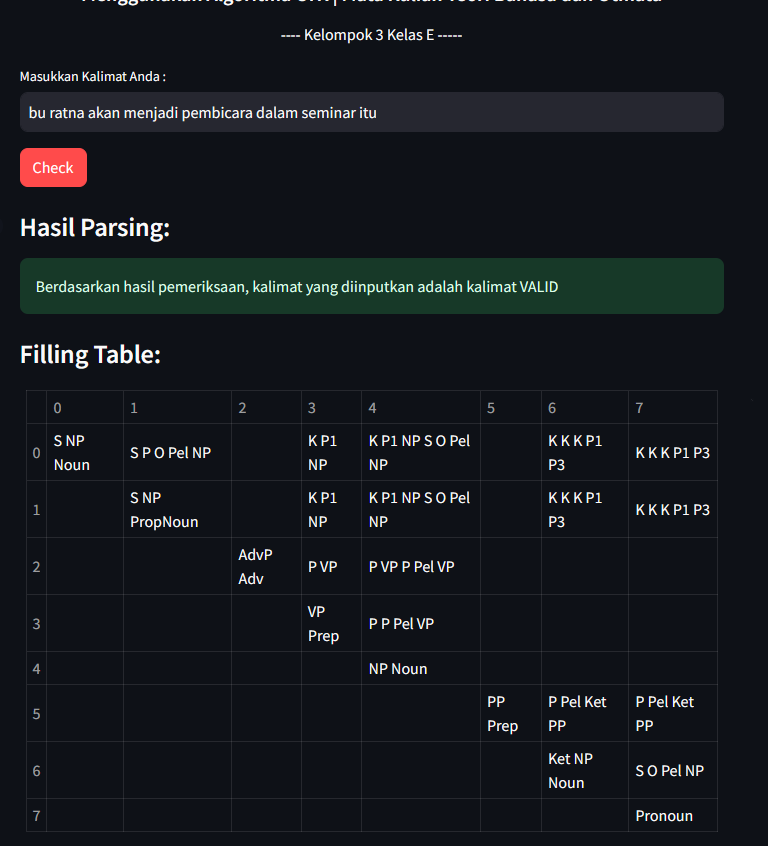 ---- Kelompok 3 Kelas E -----
Masukkan Kalimat Anda :
bu ratna akan menjadi pembicara dalam seminar itu
Check
Hasil Parsing:
Berdasarkan hasil pemeriksaan, kalimat yang diinputkan adalah kalimat VALID
Filling Table:
0 1 2 3 4 5 6 7
0 S NP Noun S P O Pel NP K P1 NP K P1 NP S O Pel NP K K K P1 P3 K K K P1 P3
1 S NP PropNoun K P1 NP K P1 NP S O Pel NP K K K P1 P3 K K K P1 P3
2 AdvP Adv P VP P VP P Pel VP
3 VP Prep P P Pel VP
4 NP Noun
5 PP Prep P Pel Ket PP P Pel Ket PP
6 Ket NP Noun S O Pel NP
7 Pronoun